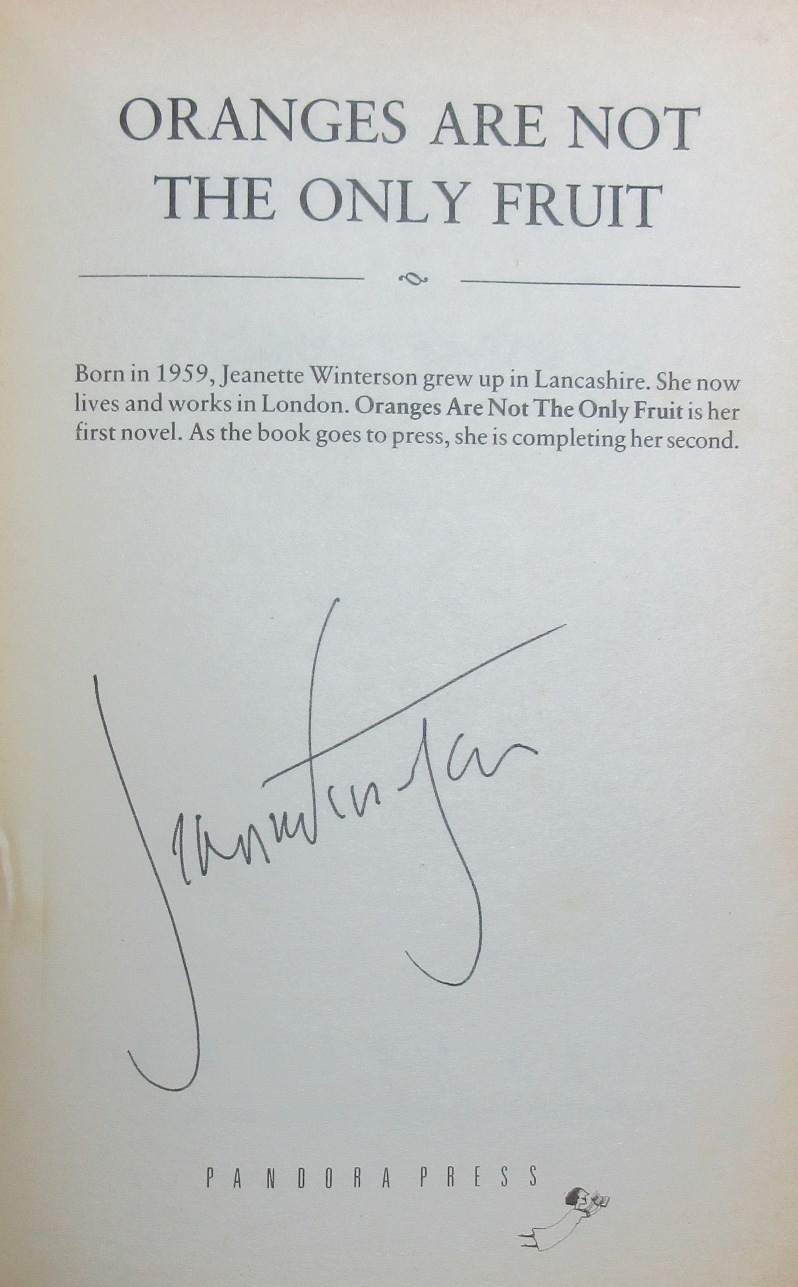 ORANGES ARE NOT
THE ONLY FRUIT
Born in 1959, Jeanette Winterson grew up in Lancashire. She now
lives and works in London. Oranges Are Not The Only Fruit is her
first novel. As the book goes to press, she is completing her second.
PANDORA PRESS